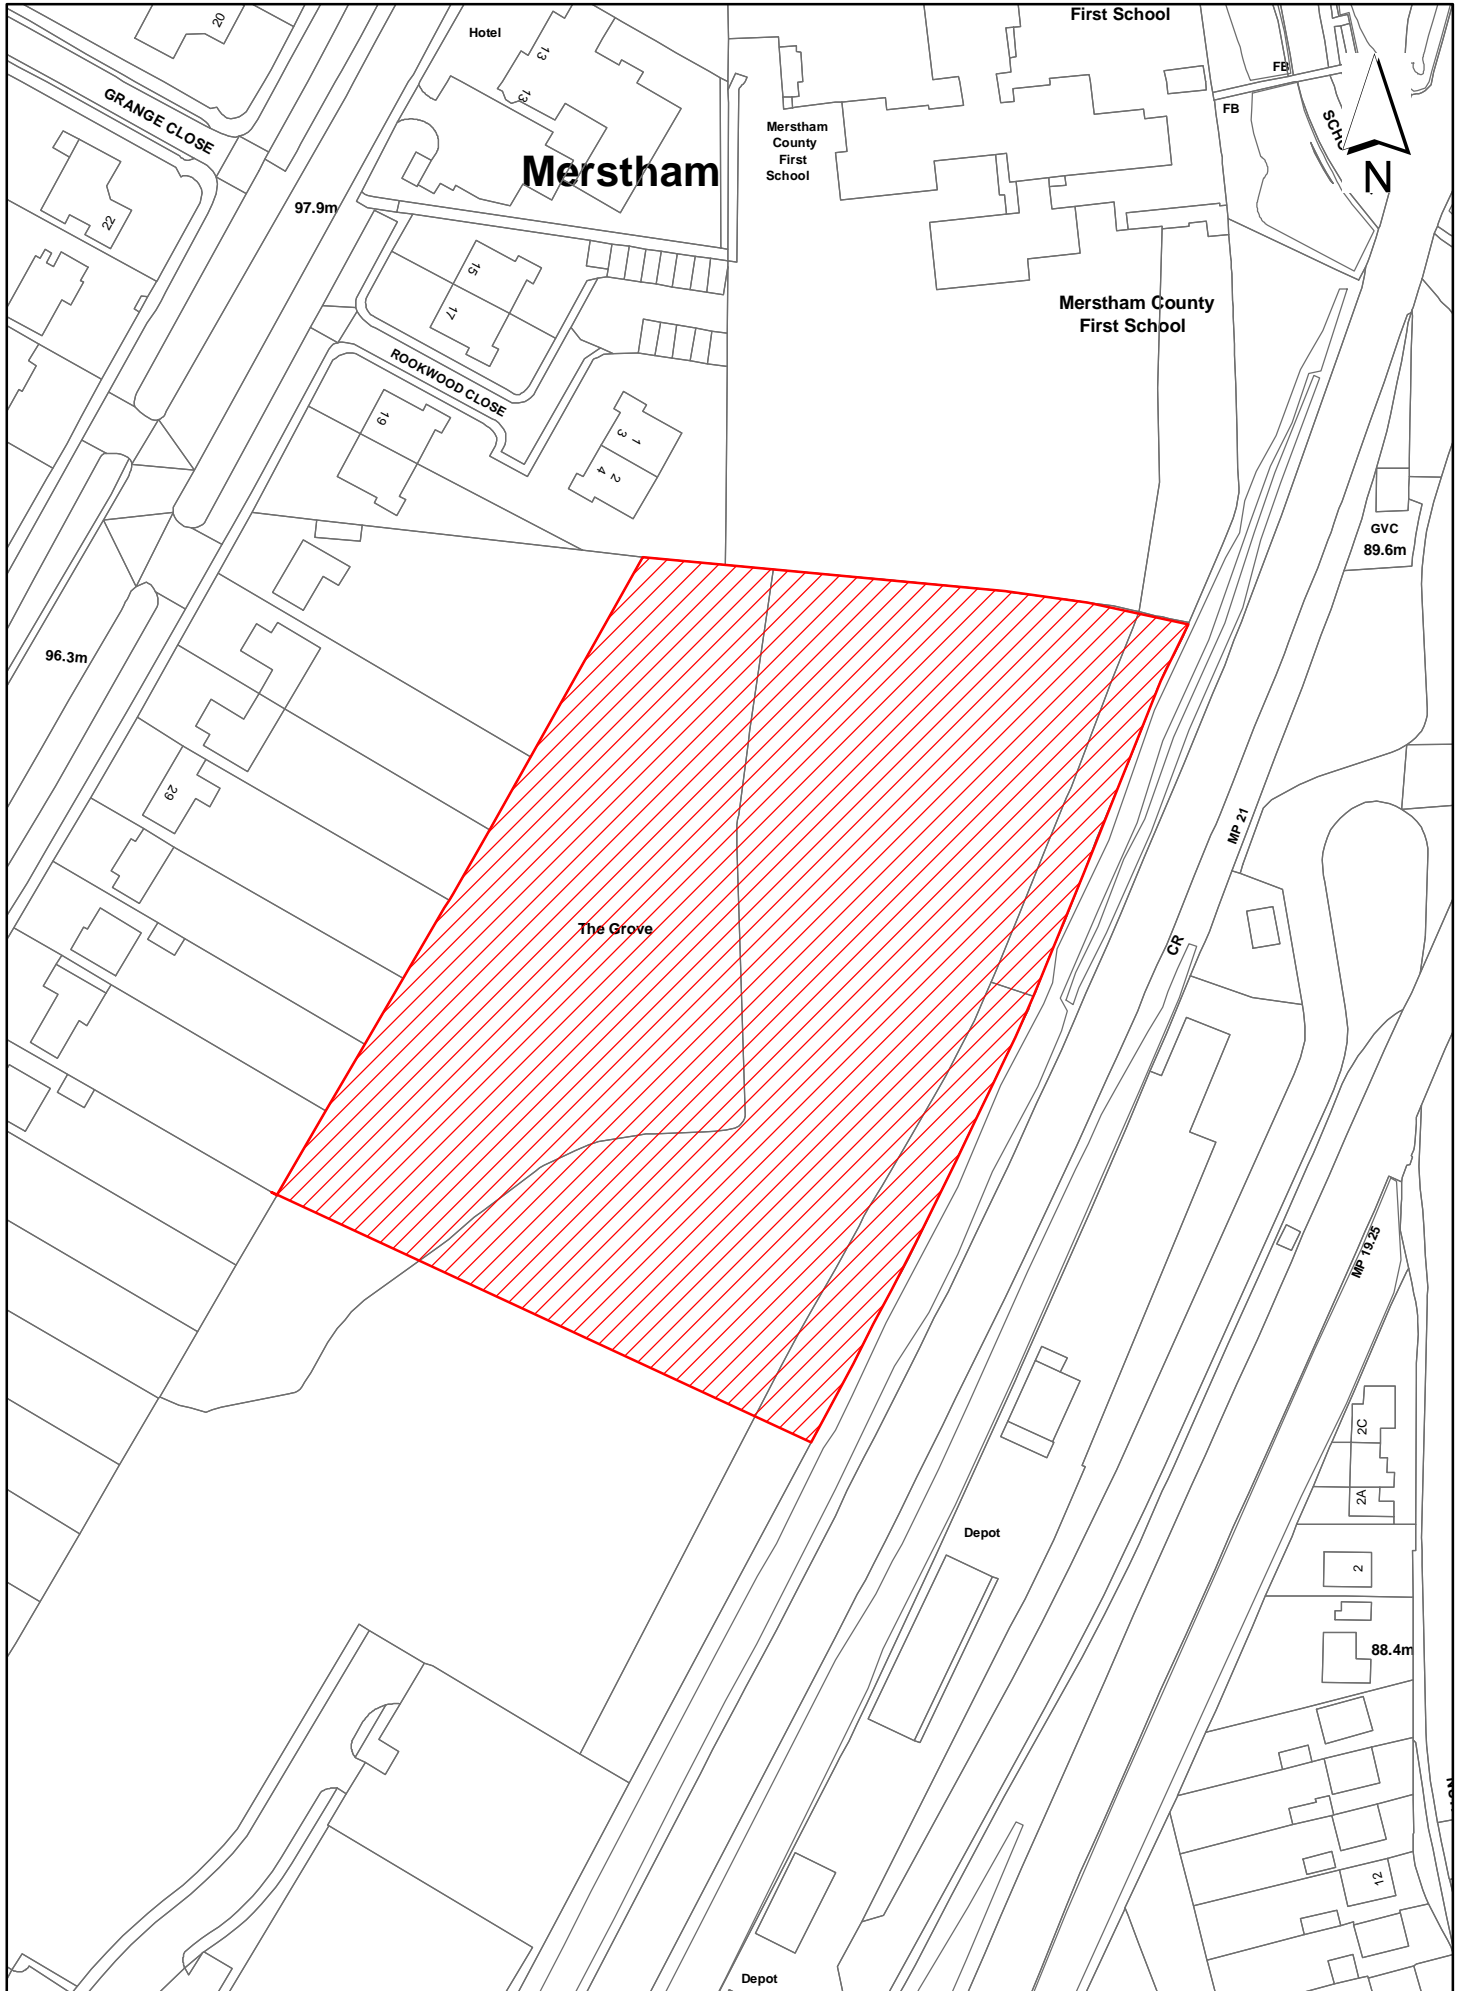 First School
Hotel
20
13
13
FB
FB
GRANGE CLOSE
Merstham
County
First
School
Merstham
N
22
97.9m
15
17
Merstham County
First School
ROOKWOOD CLOSE
19
3 1
4 2
GVC
89.6m
96.3m
29
MP 21
The Grove
CR
MP 19.25
2C
2A
Depot
2
88.4m
12
Depot